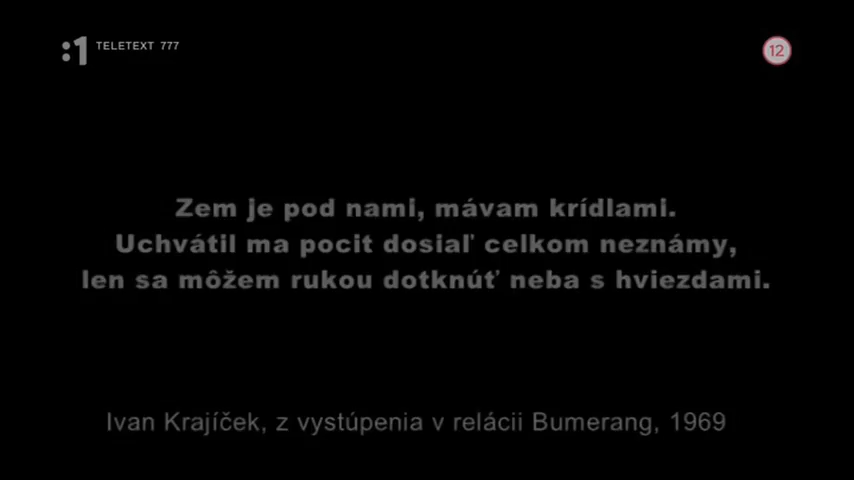 :1 TELETEXT 777
12
Zem je pod nami, mávam krídlami.
Uchvátil ma pocit dosiaľ celkom neznámy,
len sa môžem rukou dotknúť neba s hviezdami.
Ivan Krajíček, z vystúpenia v relácii Bumerang, 1969